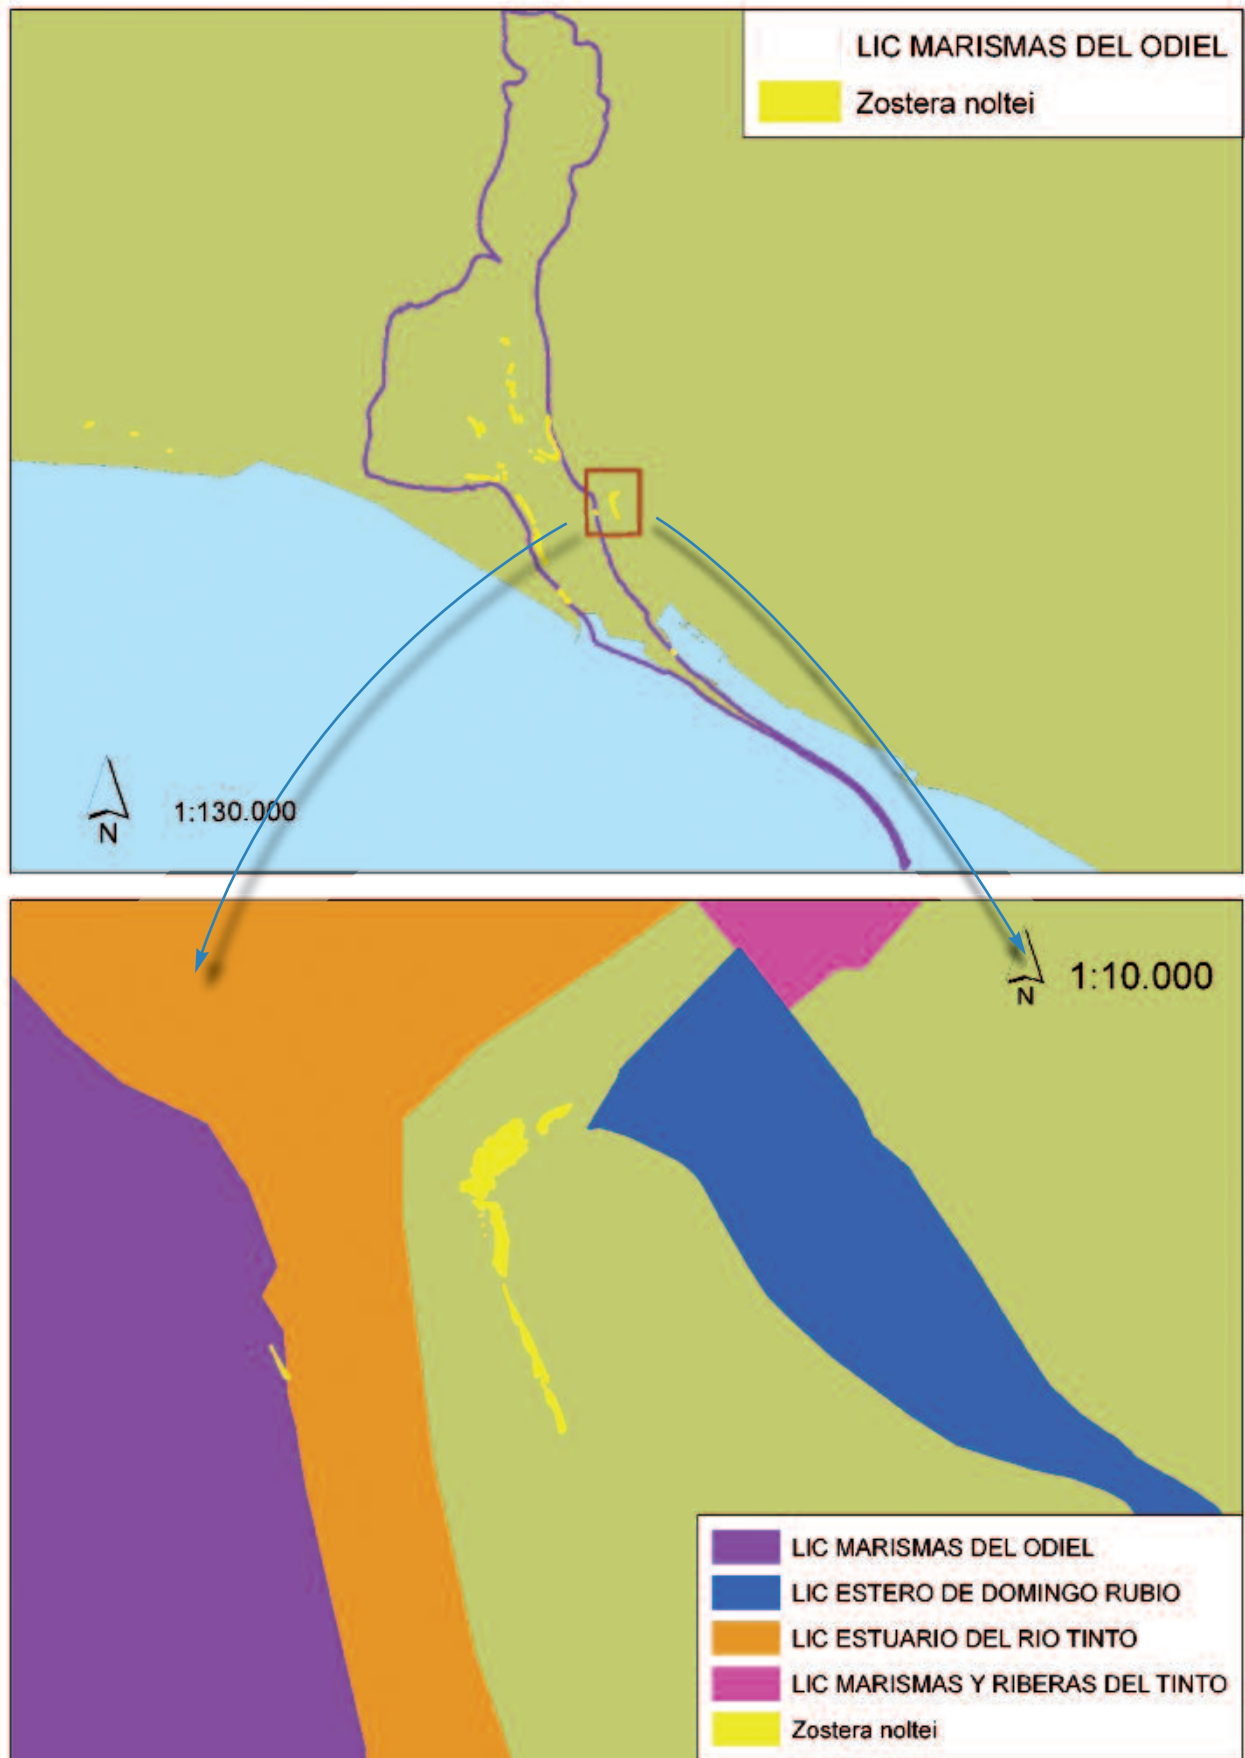 LIC MARISMAS DEL ODIEL
Zostera noltei
N
1:130.000
N
1:10.000
LIC MARISMAS DEL ODIEL
LIC ESTERO DE DOMINGO RUBIO
LIC ESTUARIO DEL RIO TINTO
LIC MARISMAS Y RIBERAS DEL TINTO
Zostera noltei